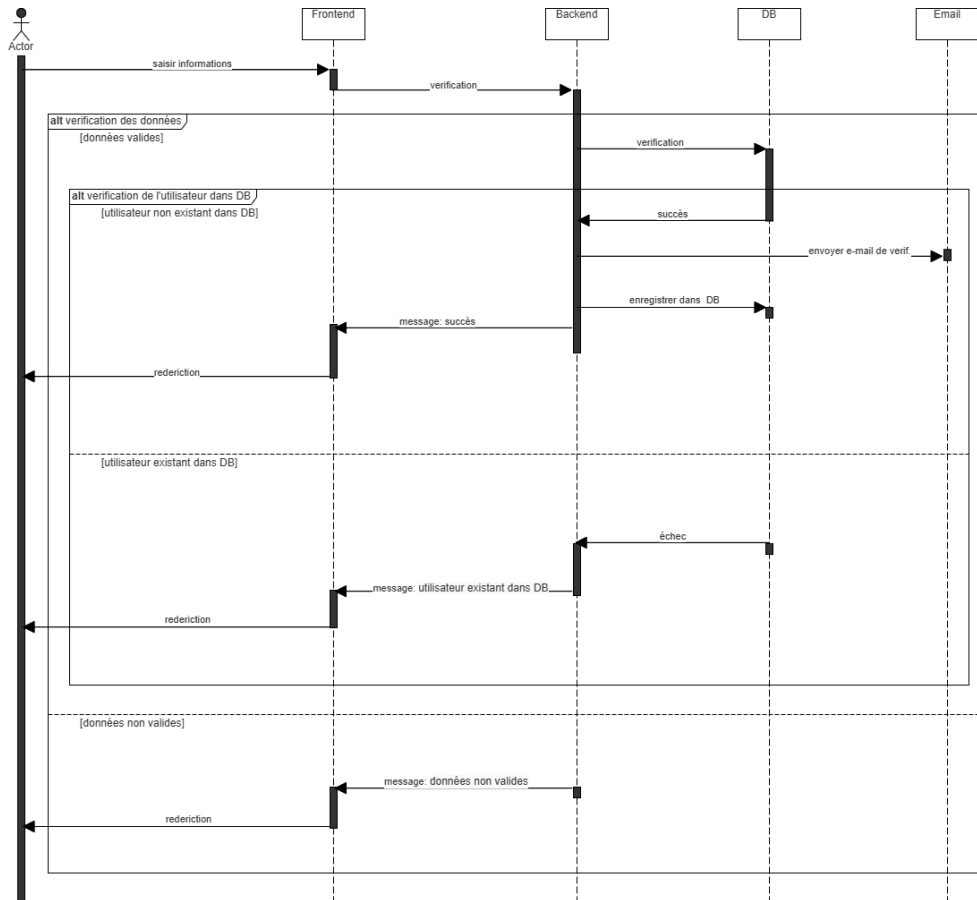 Actor
Frontend
Backend
DB
Email
saisir informations
verification
alt verification des données
[données valides]
verification
alt verification de l'utilisateur dans DB
[utilisateur non existant dans DB]
succès
envoyer e-mail de verif.
enregistrer dans DB
message: succès
rederiction
[utilisateur existant dans DB]
échec
message: utilisateur existant dans DB
rederiction
[données non valides]
message: données non valides
rederiction